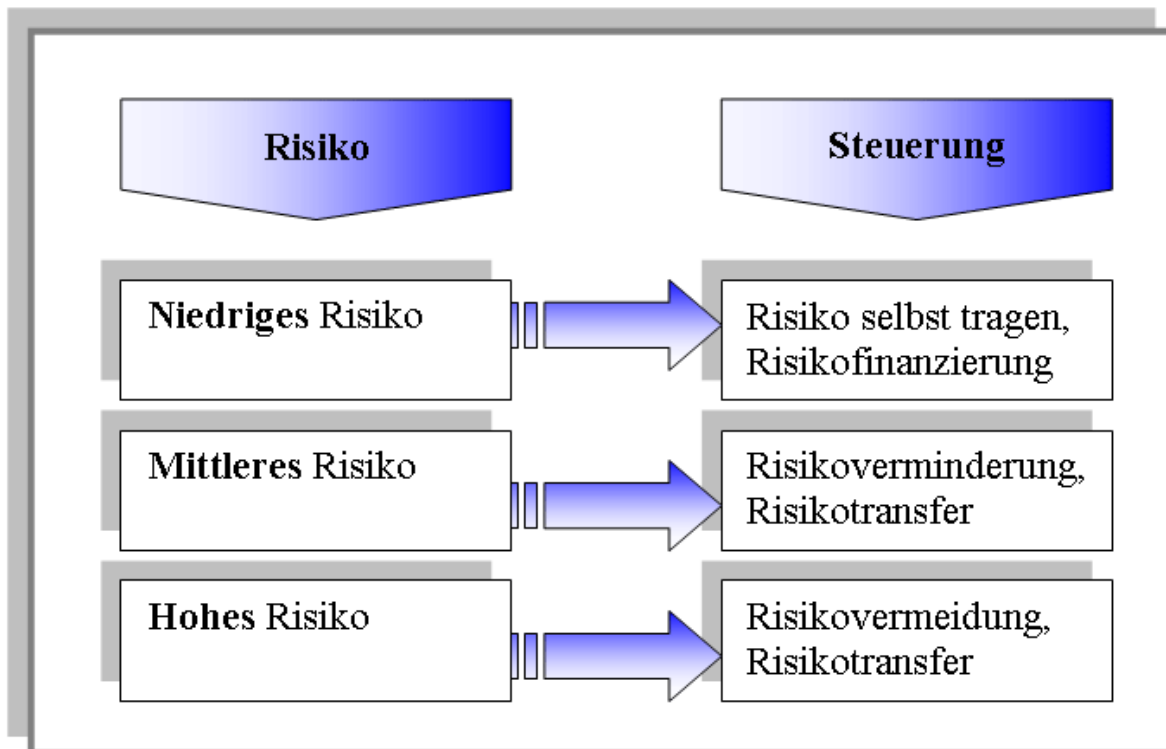 Risiko
Steuerung
Niedriges Risiko
Risiko selbst tragen,
Risikofinanzierung
Mittleres Risiko
Risikoverminderung,
Risikotransfer
Hohes Risiko
Risikovermeidung,
Risikotransfer